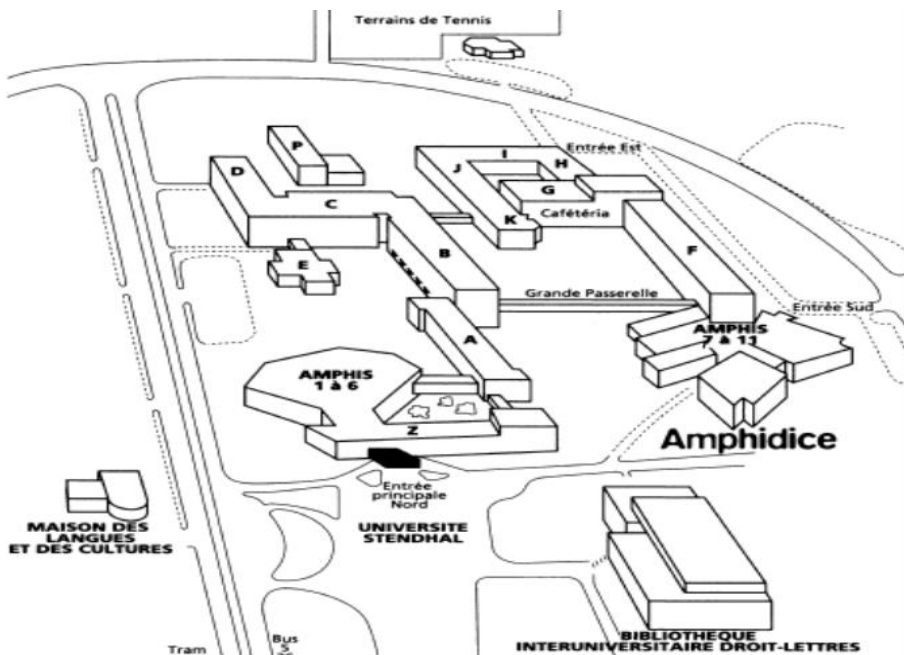 Terrains de Tennis
P
I
H
Entrée Est
D
J
G
C
K
Cafétéria
B
F
E
Grande Passerelle
Entrée Sud
A
AMPHIS
7 à 11
AMPHIS
1 à 6
Z
Amphidice
Entrée
principale
Nord
MAISON DES
LANGUES
ET DES CULTURES
UNIVERSITE
STENDHAL
Tram
Bus
5
BIBLIOTHEQUE
INTERUNIVERSITAIRE DROIT-LETTRES